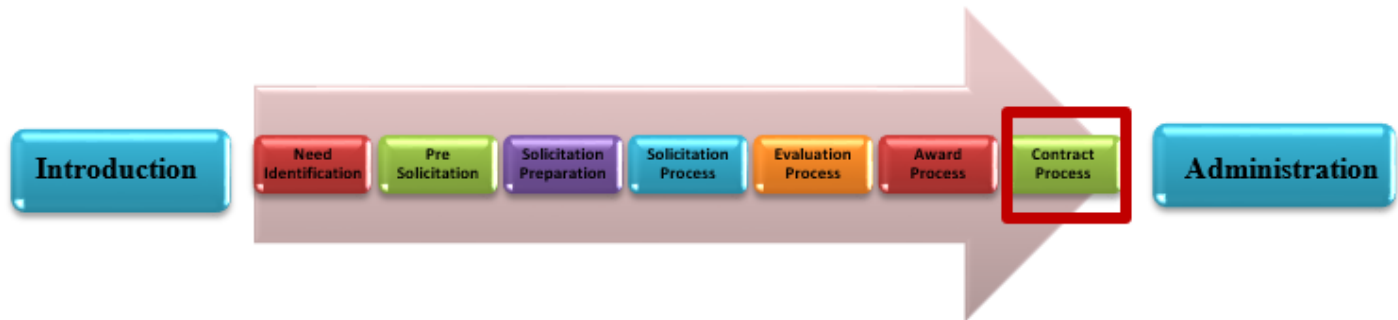 Introduction
Need
Identification
Pre
Solicitation
Solicitation
Preparation
Solicitation
Process
Evaluation
Process
Award
Process
Contract
Process
Administration